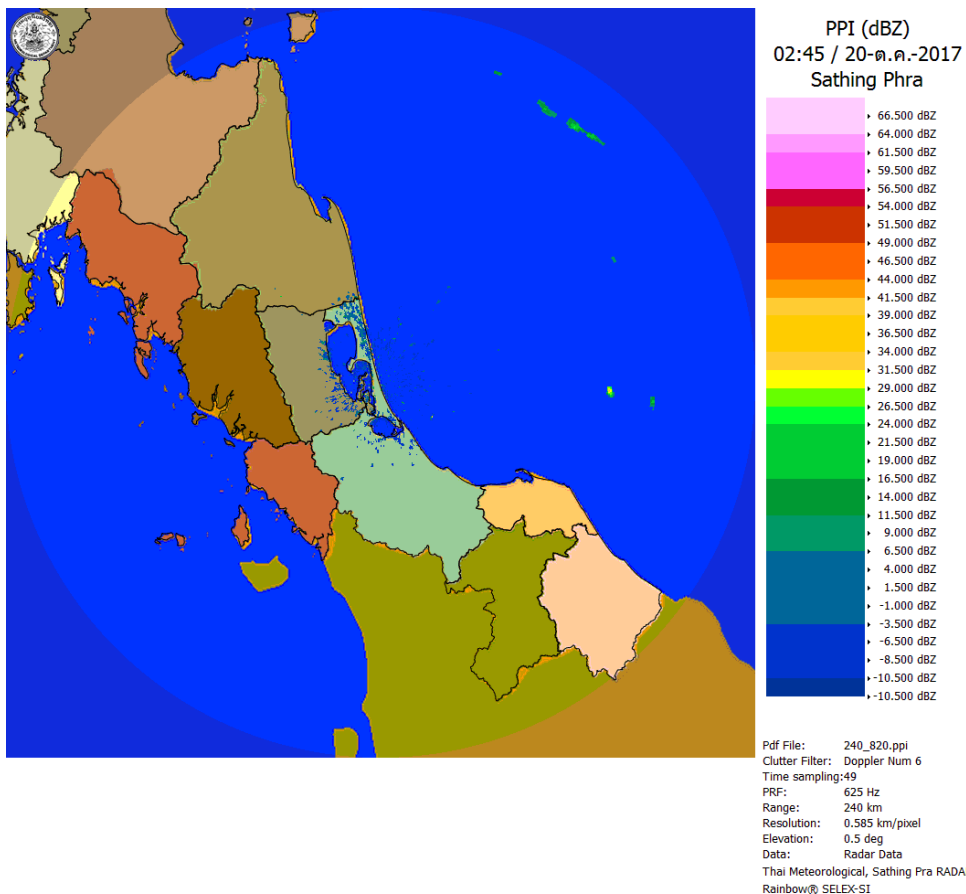 PPI (dBZ)
02:45 / 20-ต.ค.-2017
Sathing Phra
66.500 dBZ
64.000 dBZ
61.500 dBZ
59.500 dBZ
56.500 dBZ
54.000 dBZ
51.500 dBZ
49.000 dBZ
46.500 dBZ
44.000 dBZ
41.500 dBZ
39.000 dBZ
36.500 dBZ
34.000 dBZ
31.500 dBZ
29.000 dBZ
26.500 dBZ
24.000 dBZ
21.500 dBZ
19.000 dBZ
16.500 dBZ
14.000 dBZ
11.500 dBZ
9.000 dBZ
6.500 dBZ
4.000 dBZ
1.500 dBZ
-1.000 dBZ
-3.500 dBZ
-6.500 dBZ
-8.500 dBZ
-10.500 dBZ
-10.500 dBZ
Pdf File: 240_820.ppi
Clutter Filter: Doppler Num 6
Time sampling:49
PRF: 625 Hz
Range: 240 km
Resolution: 0.585 km/pixel
Elevation: 0.5 deg
Data: Radar Data
Thai Meteorological, Sathing Pra RADA
Rainbow® SELEX-SI